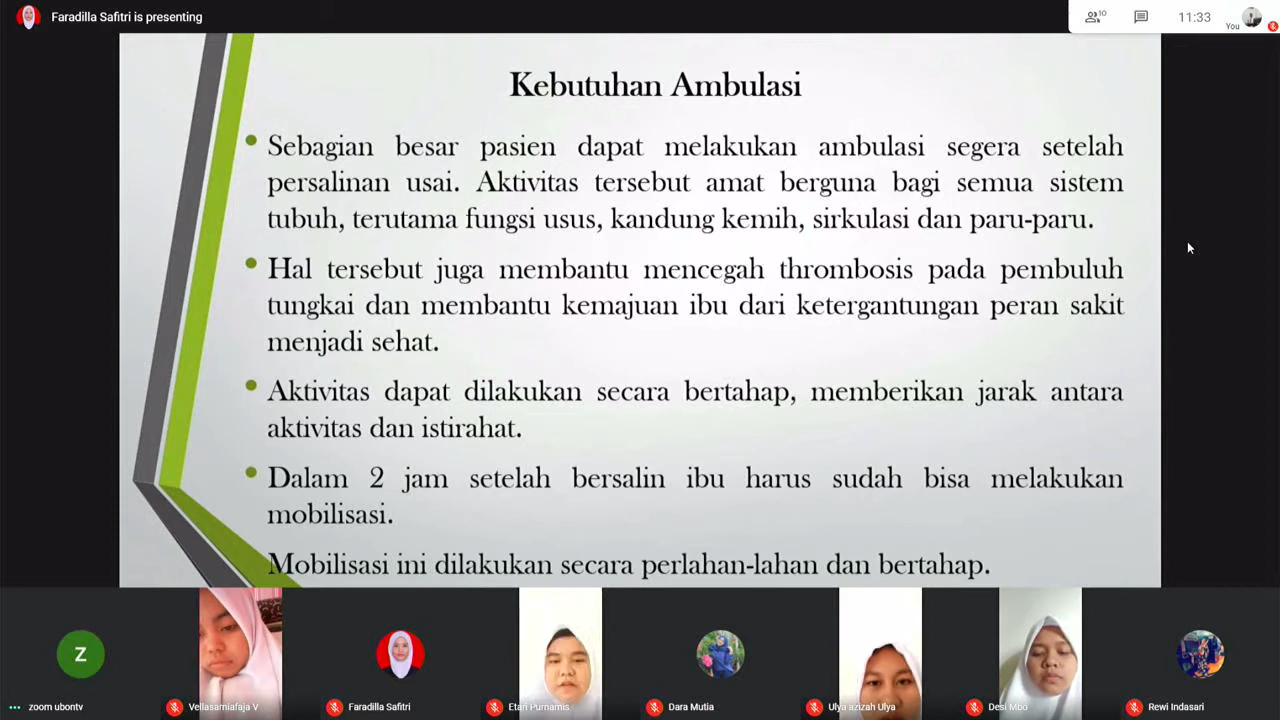 Faradilla Safitri is presenting
10
11:33
You
Kebutuhan Ambulasi
Sebagian besar pasien dapat melakukan ambulasi segera setelah
persalinan usai. Aktivitas tersebut amat berguna bagi semua sistem
tubuh, terutama fungsi usus, kandung kemih, sirkulasi dan paru-paru.
Hal tersebut juga membantu mencegah thrombosis pada pembuluh
tungkai dan membantu kemajuan ibu dari ketergantungan peran sakit
menjadi sehat.
Aktivitas dapat dilakukan secara bertahap, memberikan jarak antara
aktivitas dan istirahat.
Dalam 2 jam setelah bersalin ibu harus sudah bisa melakukan
mobilisasi.
Mobilisasi ini dilakukan secara perlahan-lahan dan bertahap.
Z
zoom ubontv
Vellasamiafaja V
Faradilla Safitri
Etari Purnamis
Dara Mutia
Ulya azizah Ulya
Desi Mbo
Rewi Indasari